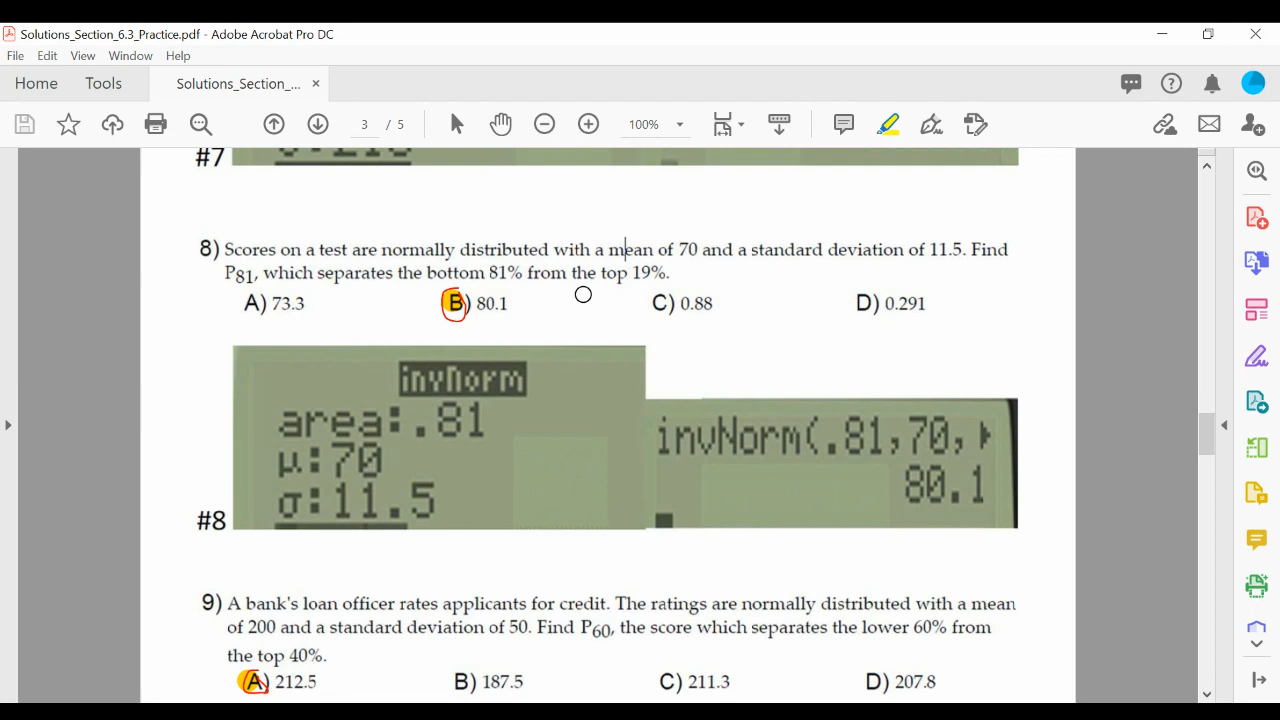 Solutions_Section_6.3_Practice.pdf - Adobe Acrobat Pro DC
File Edit View Window Help
Home Tools Solutions_Section_... ×
3 / 5 100%
#7
8) Scores on a test are normally distributed with a mean of 70 and a standard deviation of 11.5. Find
P81, which separates the bottom 81% from the top 19%.
A) 73.3 B) 80.1 C) 0.88 D) 0.291
invNorm
area:.81
μ:70
σ:11.5
invNorm(.81,70,
80.1
#8
9) A bank's loan officer rates applicants for credit. The ratings are normally distributed with a mean
of 200 and a standard deviation of 50. Find P60, the score which separates the lower 60% from
the top 40%.
A) 212.5 B) 187.5 C) 211.3 D) 207.8